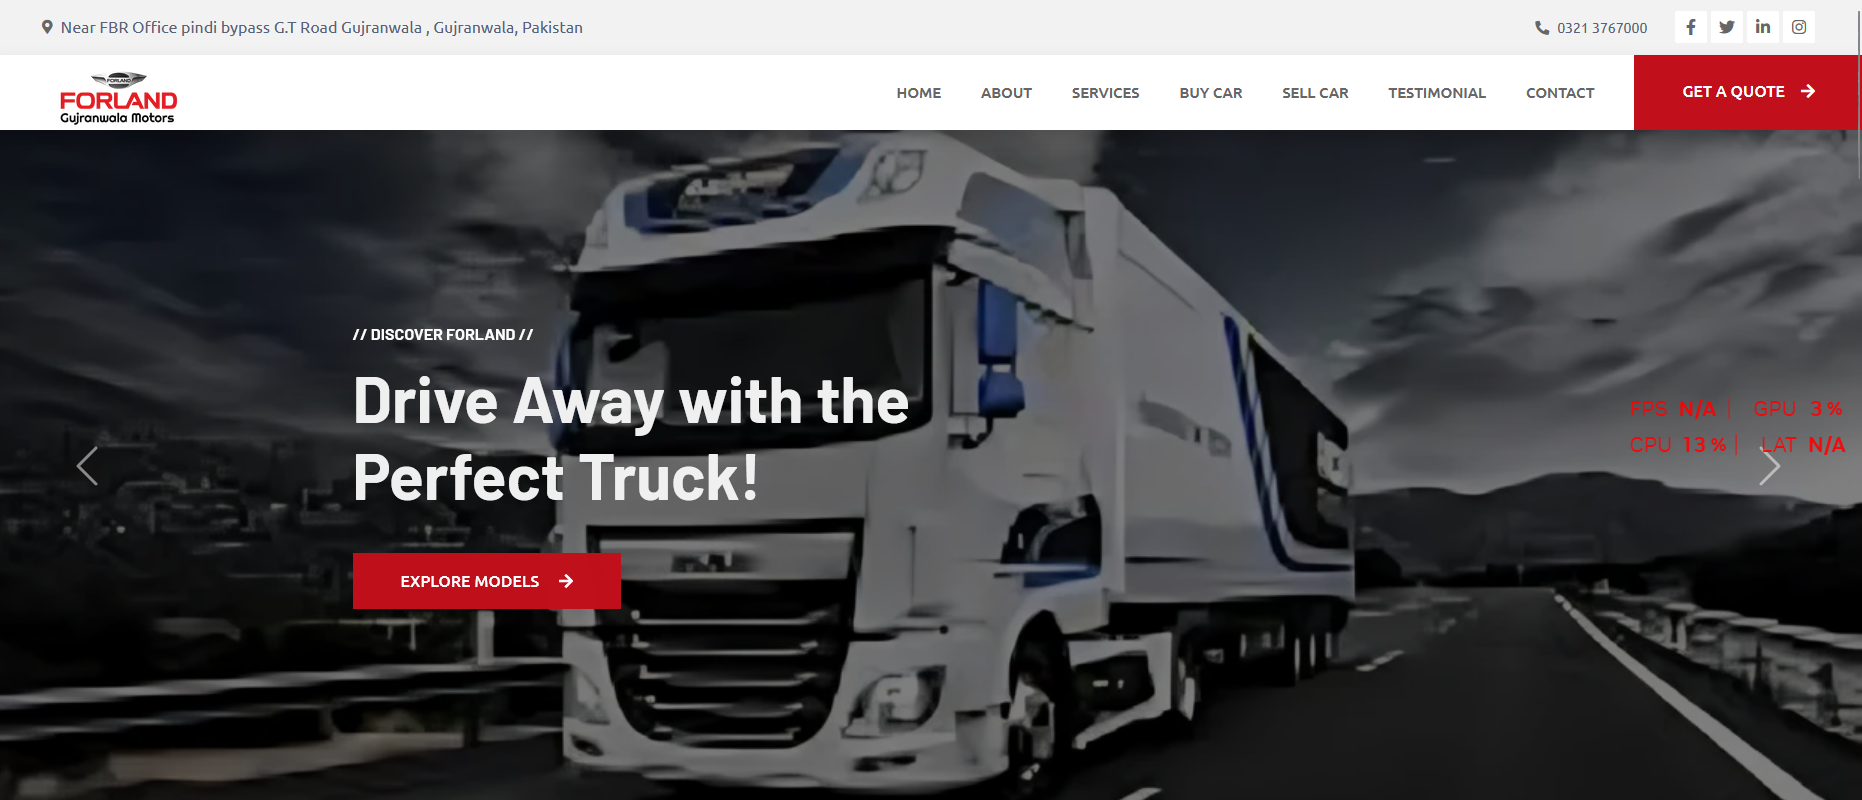 Near FBR Office pindi bypass G.T Road Gujranwala , Gujranwala, Pakistan
0321 3767000
FORLAND
FORLAND
Gujranwala Motors
HOME
ABOUT
SERVICES
BUY CAR
SELL CAR
TESTIMONIAL
CONTACT
GET A QUOTE
// DISCOVER FORLAND //
Drive Away with the
Perfect Truck!
EXPLORE MODELS
FPS N/A | GPU 3 %
CPU 13 % | LAT N/A